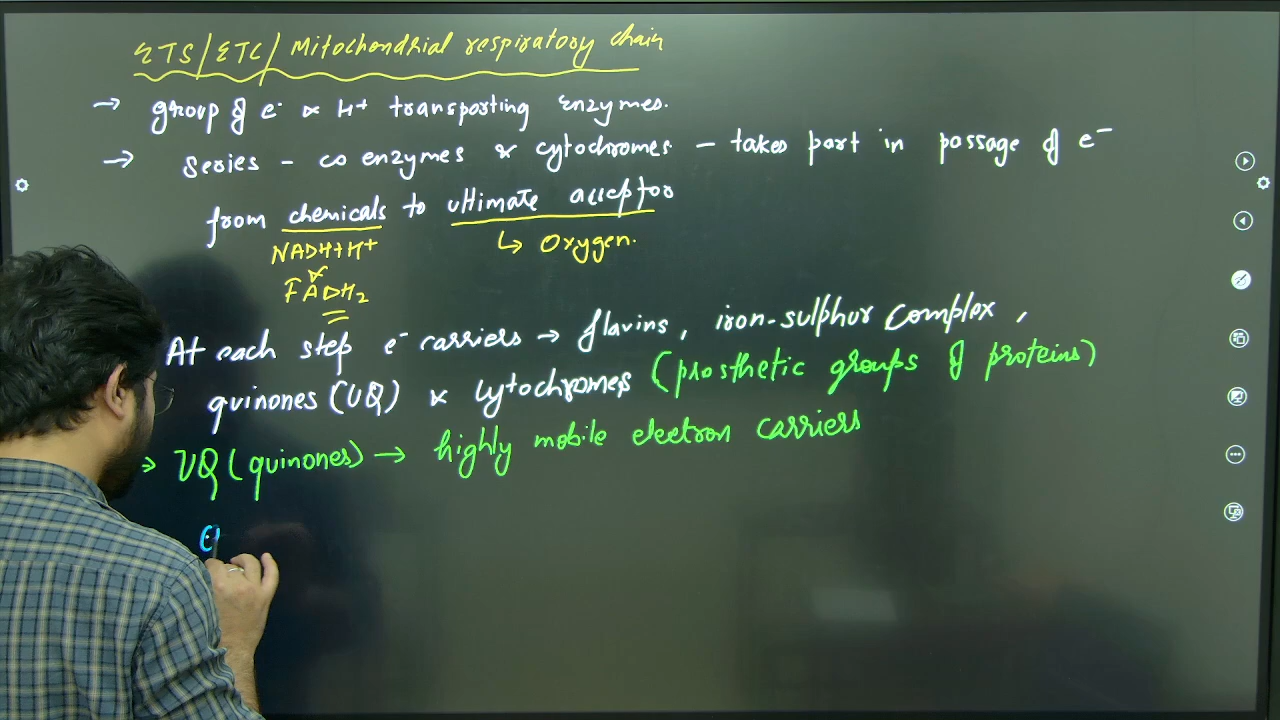 ETS/ETC/ Mitochondrial respiratory chain
→ group of e⁻ & H⁺ transporting enzymes.
→ Series - co enzymes & cytochromes - takes part in passage of e⁻
from chemicals to ultimate acceptor
NADH+H⁺ ↳ Oxygen.
&
FADH₂
At each step e⁻ carriers → flavins, iron-sulphur complex,
quinones (UQ) & cytochromes (prosthetic groups of proteins)
→ UQ (quinones) → highly mobile electron carriers